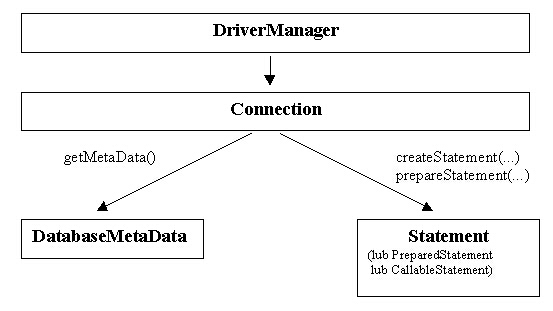 DriverManager
Connection
getMetaData()
createStatement(...)
prepareStatement(...)
DatabaseMetaData
Statement
(lub PreparedStatement
lub CallableStatement)